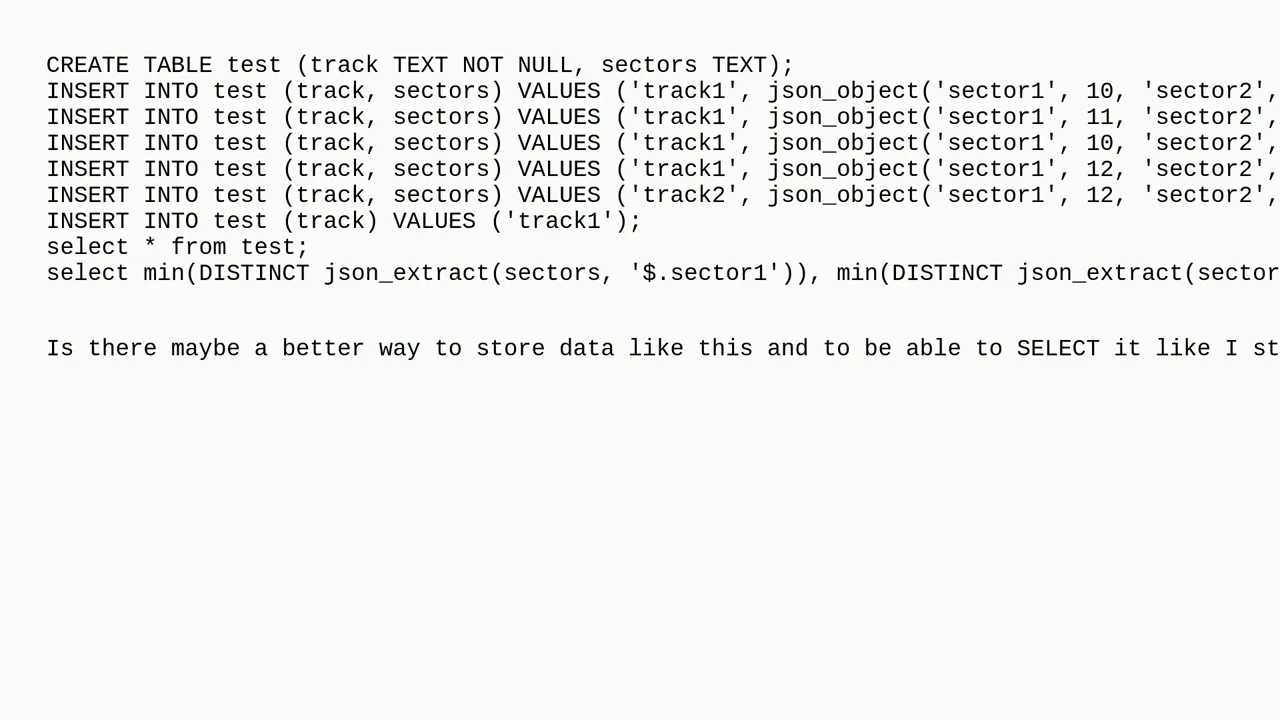 CREATE TABLE test (track TEXT NOT NULL, sectors TEXT);
INSERT INTO test (track, sectors) VALUES ('track1', json_object('sector1', 10, 'sector2',
INSERT INTO test (track, sectors) VALUES ('track1', json_object('sector1', 11, 'sector2',
INSERT INTO test (track, sectors) VALUES ('track1', json_object('sector1', 10, 'sector2',
INSERT INTO test (track, sectors) VALUES ('track1', json_object('sector1', 12, 'sector2',
INSERT INTO test (track, sectors) VALUES ('track2', json_object('sector1', 12, 'sector2',
INSERT INTO test (track) VALUES ('track1');
select * from test;
select min(DISTINCT json_extract(sectors, '$.sector1')), min(DISTINCT json_extract(sector
Is there maybe a better way to store data like this and to be able to SELECT it like I st